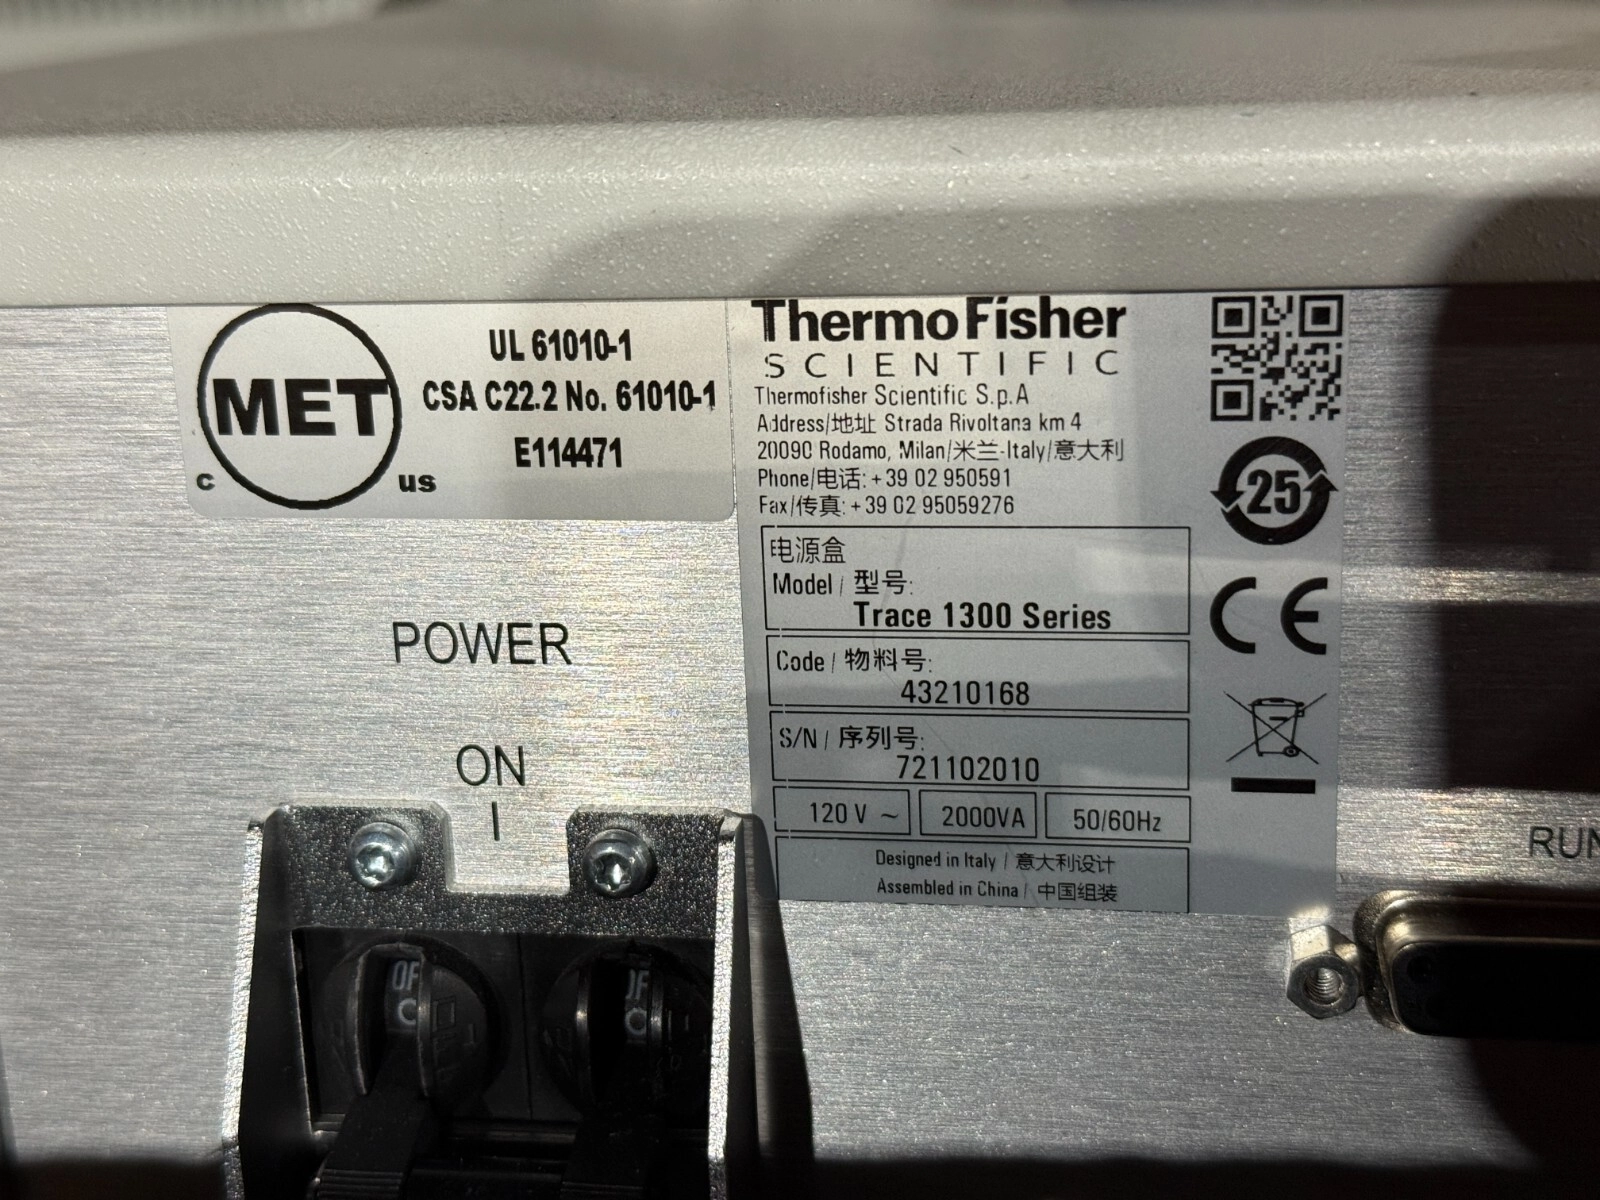 MET
c
us
UL 61010-1
CSA C22.2 No. 61010-1
E114471
POWER
ON
|
OF
OF
ThermoFisher
SCIENTIFIC
Thermofisher Scientific S.p.A
Address/地址 Strada Rivoltana km 4
20090 Rodamo, Milan/米兰-Italy/意大利
Phone/电话: +39 02 950591
Fax/传真: +39 02 95059276
电源盒
Model / 型号:
Trace 1300 Series
Code / 物料号:
43210168
S/N / 序列号:
721102010
120 V ~
2000VA
50/60Hz
Designed in Italy / 意大利设计
Assembled in China / 中国组装
25
CE
RUN